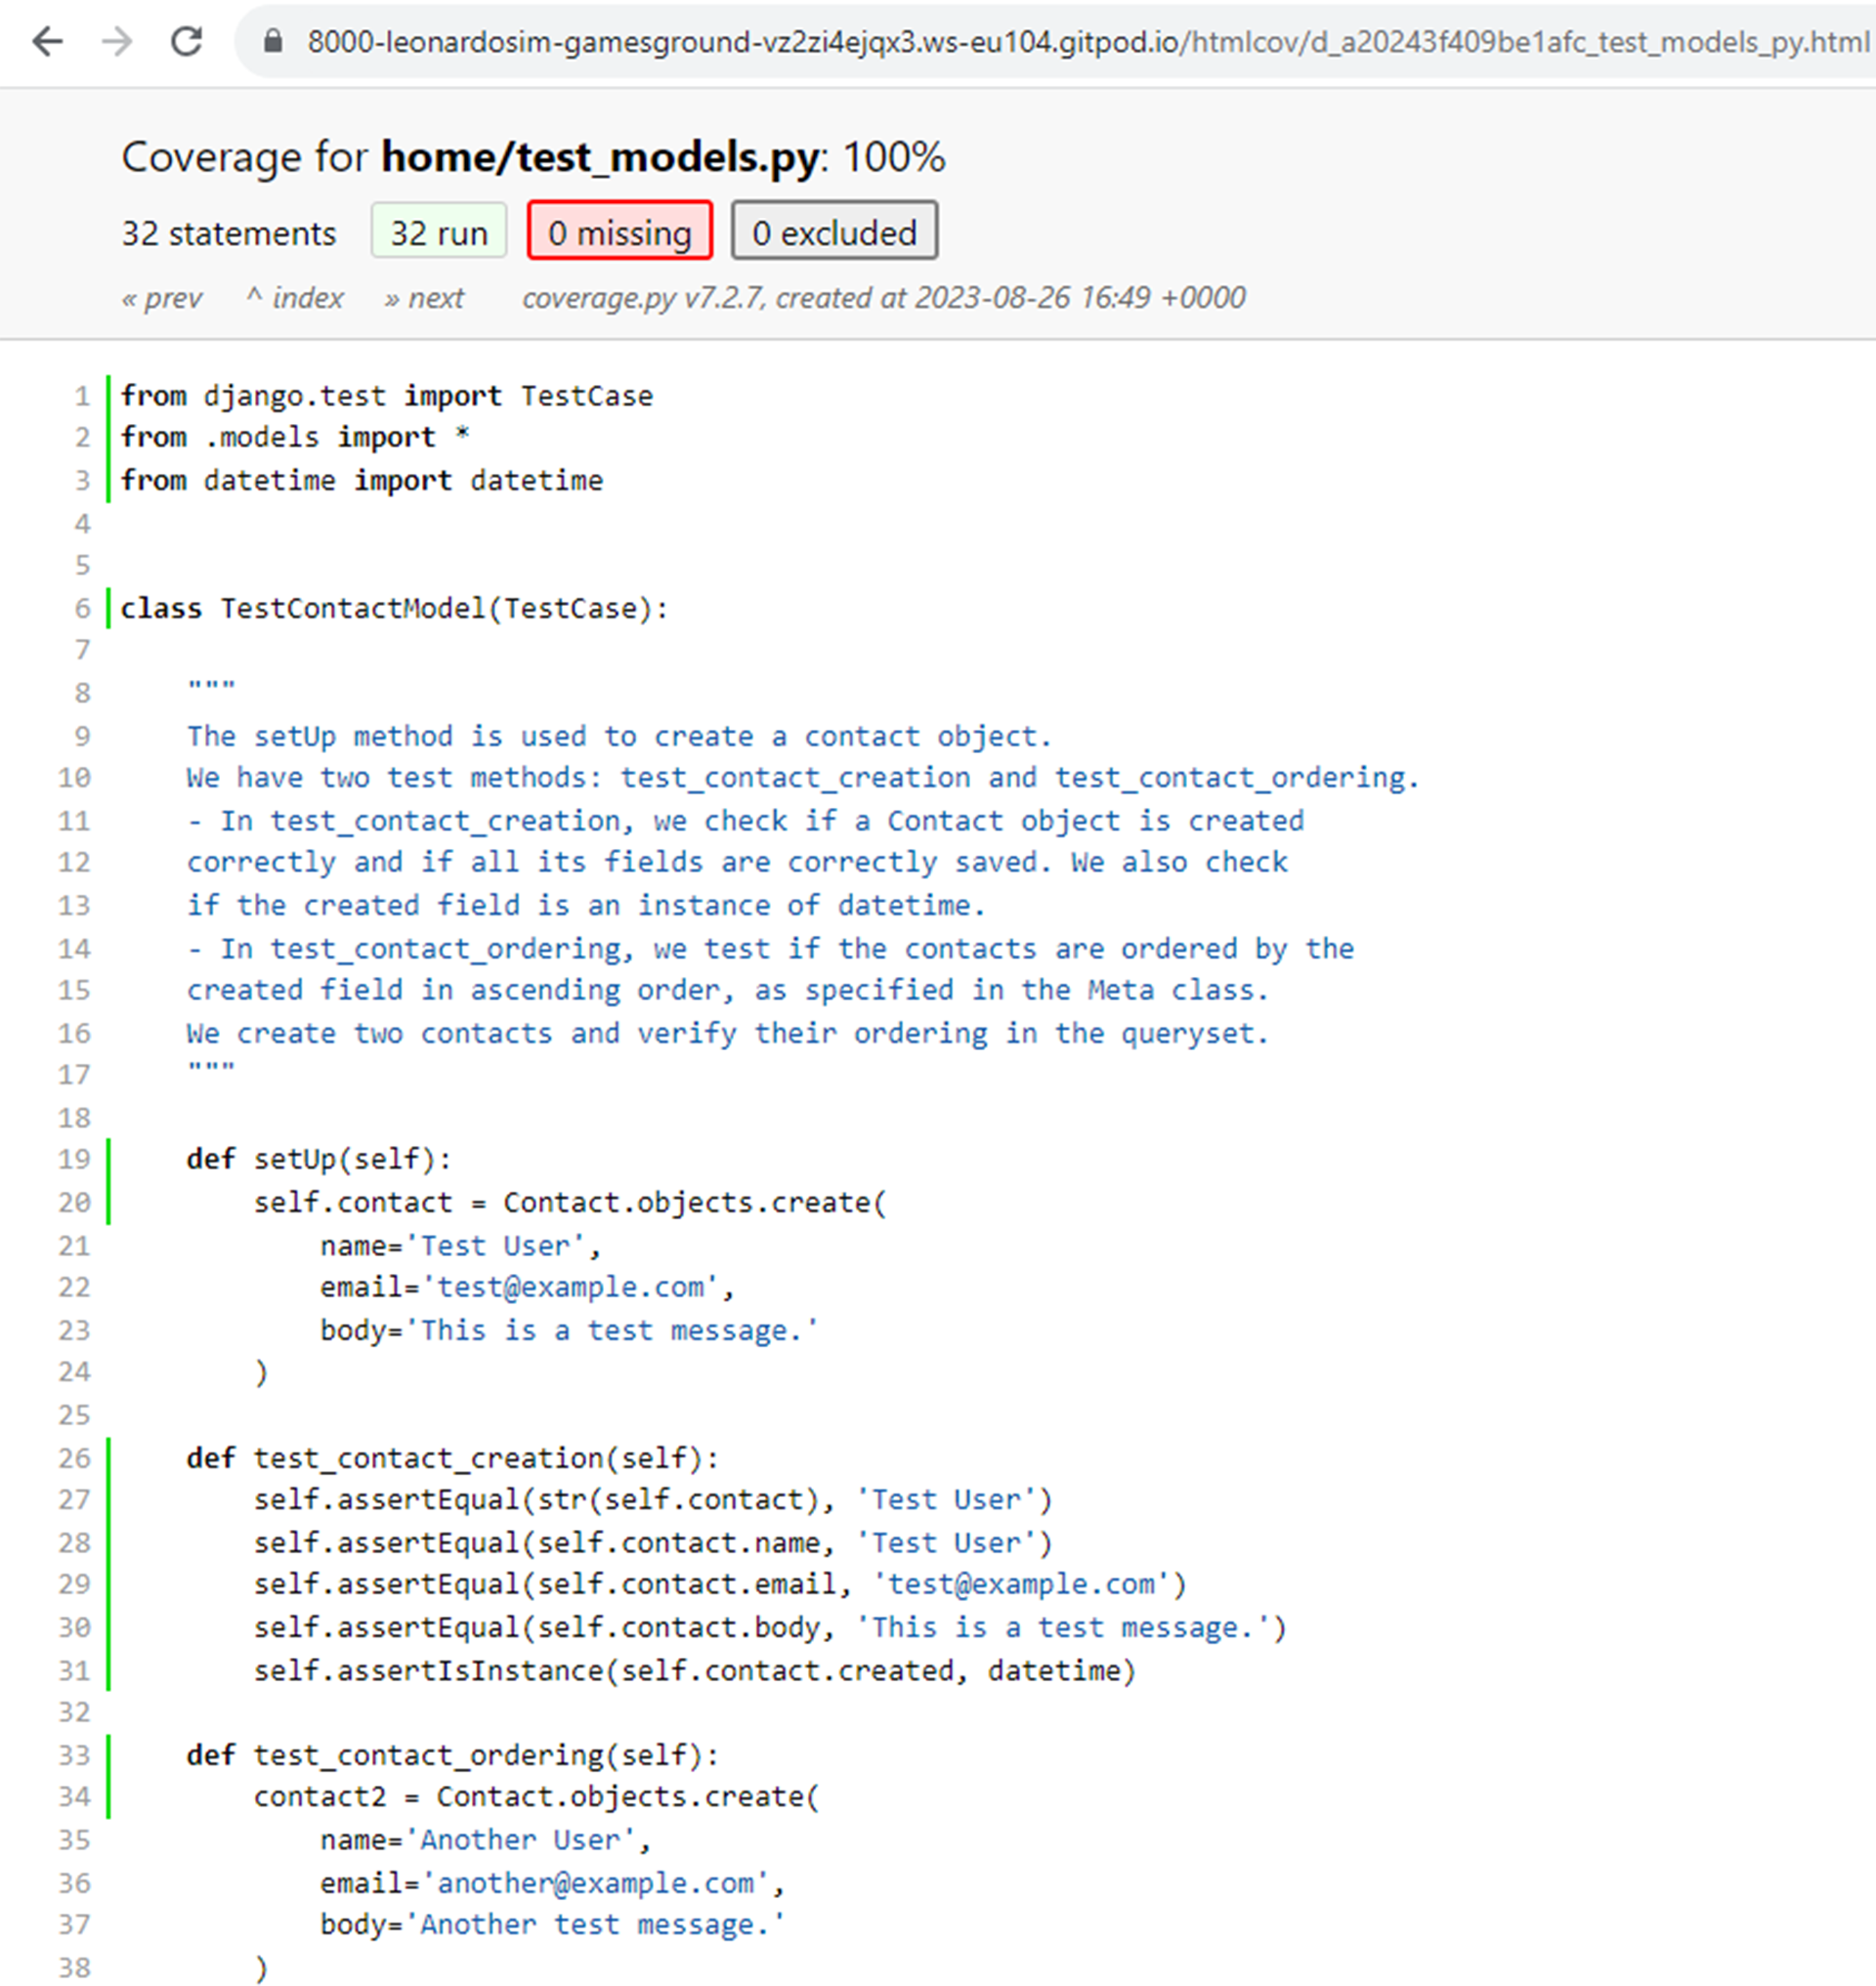 8000-leonardosim-gamesground-vz2zi4ejqx3.ws-eu104.gitpod.io/htmlcov/d_a20243f409be1afc_test_models_py.html
Coverage for home/test_models.py: 100%
32 statements 32 run 0 missing 0 excluded
« prev ^ index » next coverage.py v7.2.7, created at 2023-08-26 16:49 +0000
1 from django.test import TestCase
2 from .models import *
3 from datetime import datetime
4
5
6 class TestContactModel(TestCase):
7
8     """
9     The setUp method is used to create a contact object.
10     We have two test methods: test_contact_creation and test_contact_ordering.
11     - In test_contact_creation, we check if a Contact object is created
12     correctly and if all its fields are correctly saved. We also check
13     if the created field is an instance of datetime.
14     - In test_contact_ordering, we test if the contacts are ordered by the
15     created field in ascending order, as specified in the Meta class.
16     We create two contacts and verify their ordering in the queryset.
17     """
18
19     def setUp(self):
20         self.contact = Contact.objects.create(
21             name='Test User',
22             email='test@example.com',
23             body='This is a test message.'
24         )
25
26     def test_contact_creation(self):
27         self.assertEqual(str(self.contact), 'Test User')
28         self.assertEqual(self.contact.name, 'Test User')
29         self.assertEqual(self.contact.email, 'test@example.com')
30         self.assertEqual(self.contact.body, 'This is a test message.')
31         self.assertIsInstance(self.contact.created, datetime)
32
33     def test_contact_ordering(self):
34         contact2 = Contact.objects.create(
35             name='Another User',
36             email='another@example.com',
37             body='Another test message.'
38         )